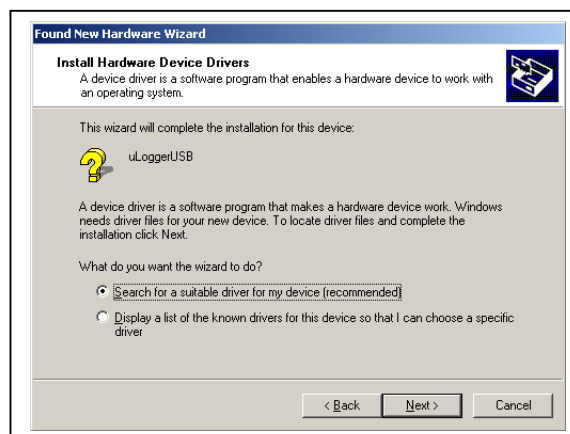 Found New Hardware Wizard
Install Hardware Device Drivers
A device driver is a software program that enables a hardware device to work with
an operating system.
This wizard will complete the installation for this device:
uLoggerUSB
A device driver is a software program that makes a hardware device work. Windows
needs driver files for your new device. To locate driver files and complete the
installation click Next.
What do you want the wizard to do?
Search for a suitable driver for my device (recommended)
Display a list of the known drivers for this device so that I can choose a specific
driver
< Back Next > Cancel